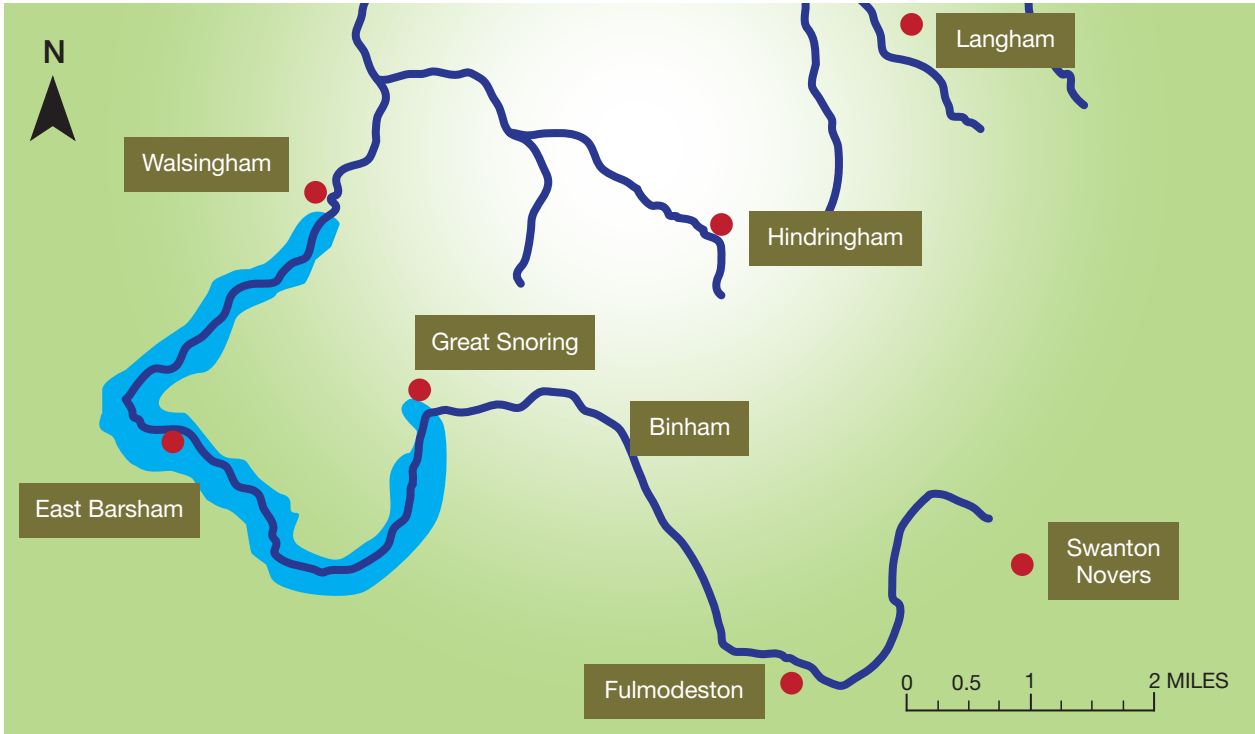 N
Langham
Walsingham
Hindringham
Great Snoring
Binham
East Barsham
Swanton
Novers
Fulmodeston
0 0.5 1 2 MILES